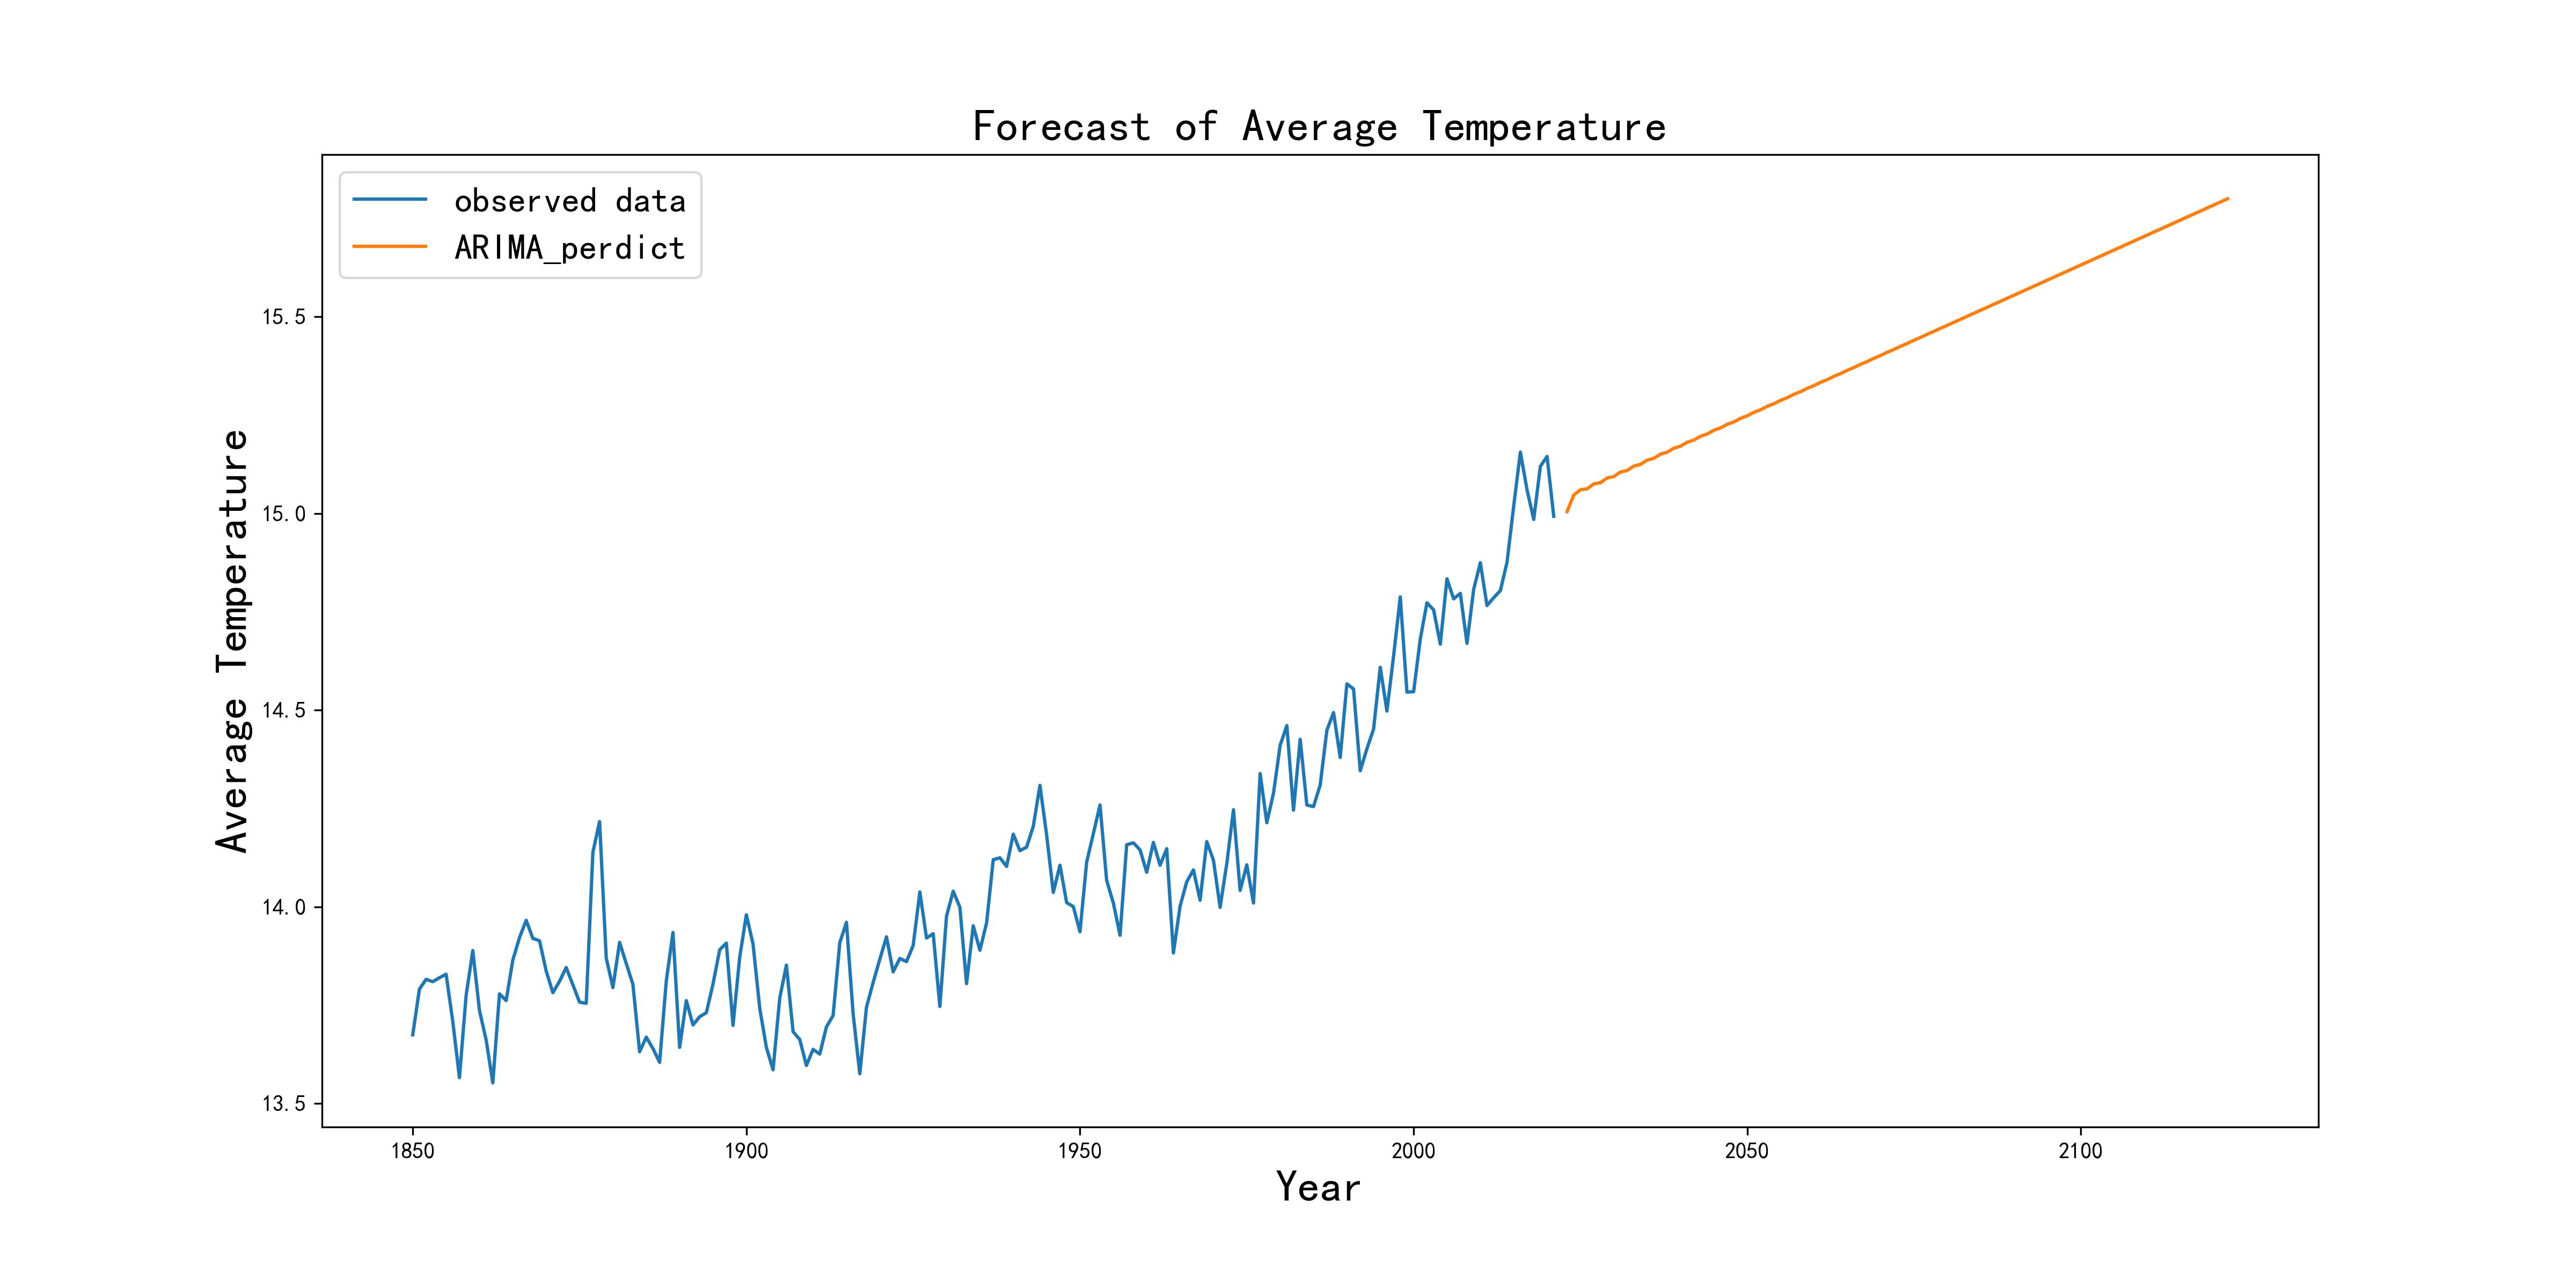 Forecast of Average Temperature
observed data
ARIMA_perdict
Average Temperature
15.5
15.0
14.5
14.0
13.5
1850 1900 1950 2000 2050 2100
Year